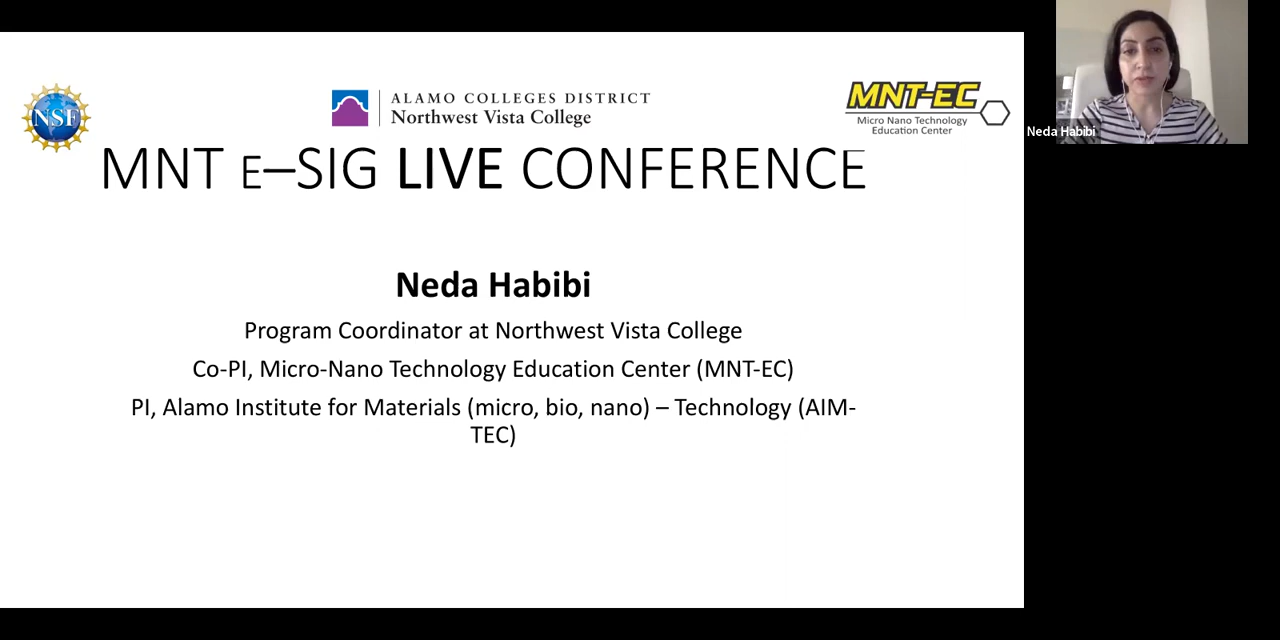 NSF
ALAMO COLLEGES DISTRICT
Northwest Vista College
MNT-EC
Micro Nano Technology
Education Center
Neda Habibi
MNT E–SIG LIVE CONFERENCE
Neda Habibi
Program Coordinator at Northwest Vista College
Co-PI, Micro-Nano Technology Education Center (MNT-EC)
PI, Alamo Institute for Materials (micro, bio, nano) – Technology (AIM-
TEC)